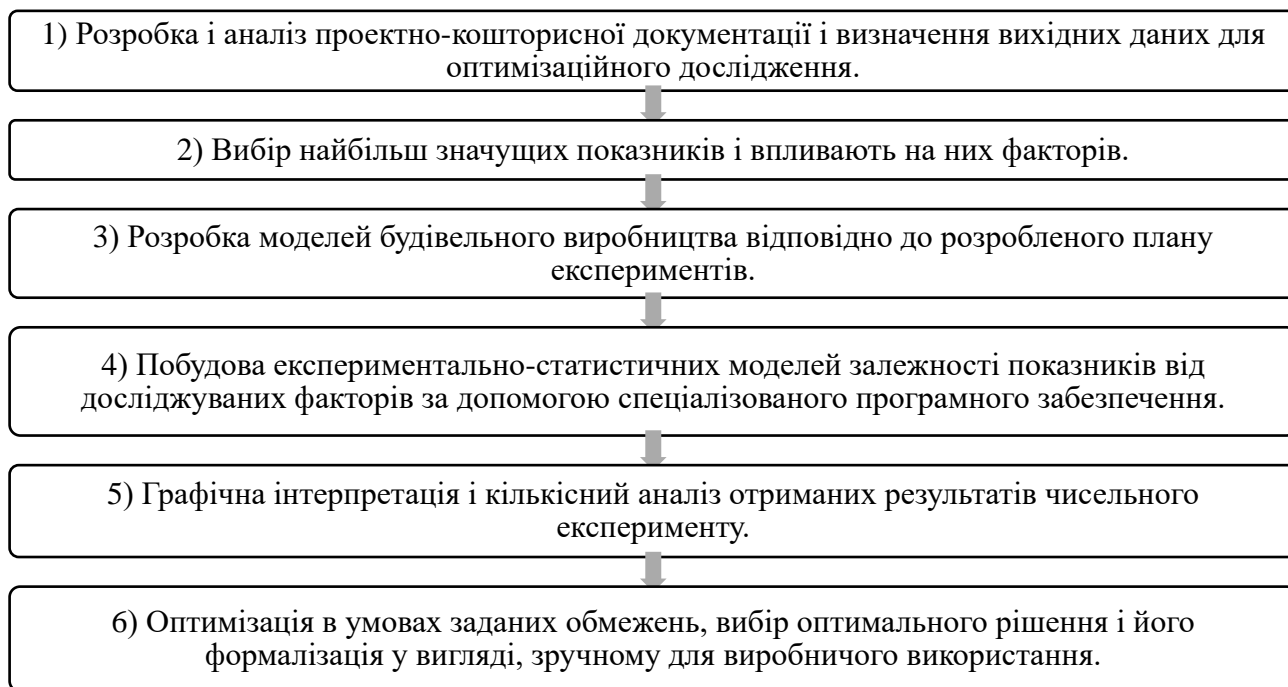 1) Розробка і аналіз проектно-кошторисної документації і визначення вихідних даних для
оптимізаційного дослідження.
2) Вибір найбільш значущих показників і впливають на них факторів.
3) Розробка моделей будівельного виробництва відповідно до розробленого плану
експериментів.
4) Побудова експериментально-статистичних моделей залежності показників від
досліджуваних факторів за допомогою спеціалізованого програмного забезпечення.
5) Графічна інтерпретація і кількісний аналіз отриманих результатів чисельного
експерименту.
6) Оптимізація в умовах заданих обмежень, вибір оптимального рішення і його
формалізація у вигляді, зручному для виробничого використання.